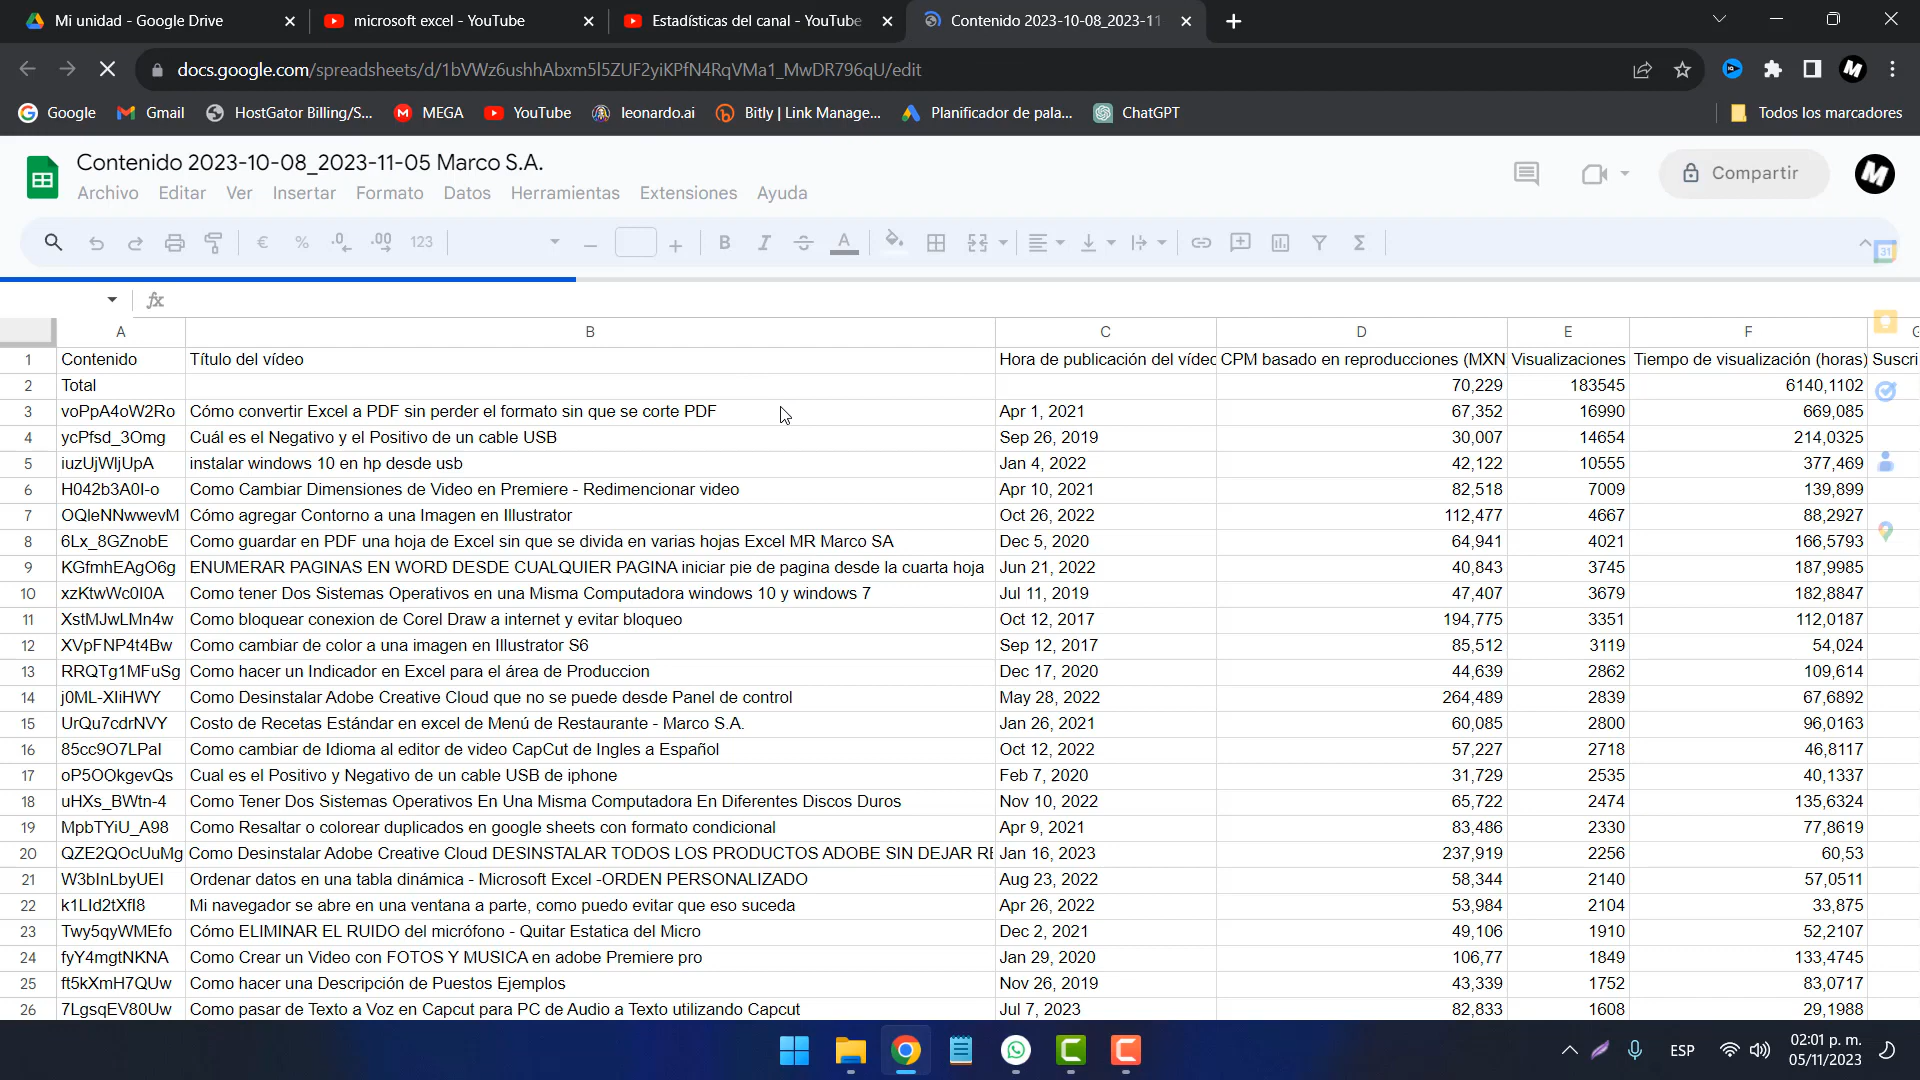 Mi unidad - Google Drive
microsoft excel - YouTube
Estadísticas del canal - YouTube
Contenido 2023-10-08_2023-11
docs.google.com/spreadsheets/d/1bVWz6ushhAbxm5l5ZUF2yiKPfN4RqVMa1_MwDR796qU/edit
Google Gmail HostGator Billing/S... MEGA YouTube leonardo.ai Bitly | Link Manage... Planificador de pala... ChatGPT Todos los marcadores
Contenido 2023-10-08_2023-11-05 Marco S.A.
Archivo Editar Ver Insertar Formato Datos Herramientas Extensiones Ayuda
Compartir
€ % .0 .00 123 B I A Σ 31
fx
A B C D E F
1 Contenido Título del vídeo Hora de publicación del vídeo CPM basado en reproducciones (MXN Visualizaciones Tiempo de visualización (horas) Suscri
2 Total 70,229 183545 6140,1102
3 voPpA4oW2Ro Cómo convertir Excel a PDF sin perder el formato sin que se corte PDF Apr 1, 2021 67,352 16990 669,085
4 ycPfsd_3Omg Cuál es el Negativo y el Positivo de un cable USB Sep 26, 2019 30,007 14654 214,0325
5 iuzUjWljUpA instalar windows 10 en hp desde usb Jan 4, 2022 42,122 10555 377,469
6 H042b3A0I-o Como Cambiar Dimensiones de Video en Premiere - Redimencionar video Apr 10, 2021 82,518 7009 139,899
7 OQleNNwwevM Cómo agregar Contorno a una Imagen en Illustrator Oct 26, 2022 112,477 4667 88,2927
8 6Lx_8GZnobE Como guardar en PDF una hoja de Excel sin que se divida en varias hojas Excel MR Marco SA Dec 5, 2020 64,941 4021 166,5793
9 KGfmhEAgO6g ENUMERAR PAGINAS EN WORD DESDE CUALQUIER PAGINA iniciar pie de pagina desde la cuarta hoja Jun 21, 2022 40,843 3745 187,9985
10 xzKtwWc0I0A Como tener Dos Sistemas Operativos en una Misma Computadora windows 10 y windows 7 Jul 11, 2019 47,407 3679 182,8847
11 XstMJwLMn4w Como bloquear conexion de Corel Draw a internet y evitar bloqueo Oct 12, 2017 194,775 3351 112,0187
12 XVpFNP4t4Bw Como cambiar de color a una imagen en Illustrator S6 Sep 12, 2017 85,512 3119 54,024
13 RRQTg1MFuSg Como hacer un Indicador en Excel para el área de Produccion Dec 17, 2020 44,639 2862 109,614
14 j0ML-XIiHWY Como Desinstalar Adobe Creative Cloud que no se puede desde Panel de control May 28, 2022 264,489 2839 67,6892
15 UrQu7cdrNVY Costo de Recetas Estándar en excel de Menú de Restaurante - Marco S.A. Jan 26, 2021 60,085 2800 96,0163
16 85cc9O7LPaI Como cambiar de Idioma al editor de video CapCut de Ingles a Español Oct 12, 2022 57,227 2718 46,8117
17 oP5OOkgevQs Cual es el Positivo y Negativo de un cable USB de iphone Feb 7, 2020 31,729 2535 40,1337
18 uHXs_BWtn-4 Como Tener Dos Sistemas Operativos En Una Misma Computadora En Diferentes Discos Duros Nov 10, 2022 65,722 2474 135,6324
19 MpbTYiU_A98 Como Resaltar o colorear duplicados en google sheets con formato condicional Apr 9, 2021 83,486 2330 77,8619
20 QZE2QOcUuMg Como Desinstalar Adobe Creative Cloud DESINSTALAR TODOS LOS PRODUCTOS ADOBE SIN DEJAR RE Jan 16, 2023 237,919 2256 60,53
21 W3bInLbyUEI Ordenar datos en una tabla dinámica - Microsoft Excel -ORDEN PERSONALIZADO Aug 23, 2022 58,344 2140 57,0511
22 k1LId2tXfI8 Mi navegador se abre en una ventana a parte, como puedo evitar que eso suceda Apr 26, 2022 53,984 2104 33,875
23 Twy5qyWMEfo Cómo ELIMINAR EL RUIDO del micrófono - Quitar Estatica del Micro Dec 2, 2021 49,106 1910 52,2107
24 fyY4mgtNKNA Como Crear un Video con FOTOS Y MUSICA en adobe Premiere pro Jan 29, 2020 106,77 1849 133,4745
25 ft5kXmH7QUw Como hacer una Descripción de Puestos Ejemplos Nov 26, 2019 43,339 1752 83,0717
26 7LgsqEV80Uw Como pasar de Texto a Voz en Capcut para PC de Audio a Texto utilizando Capcut Jul 7, 2023 82,833 1608 29,1988
ESP 02:01 p. m.
05/11/2023